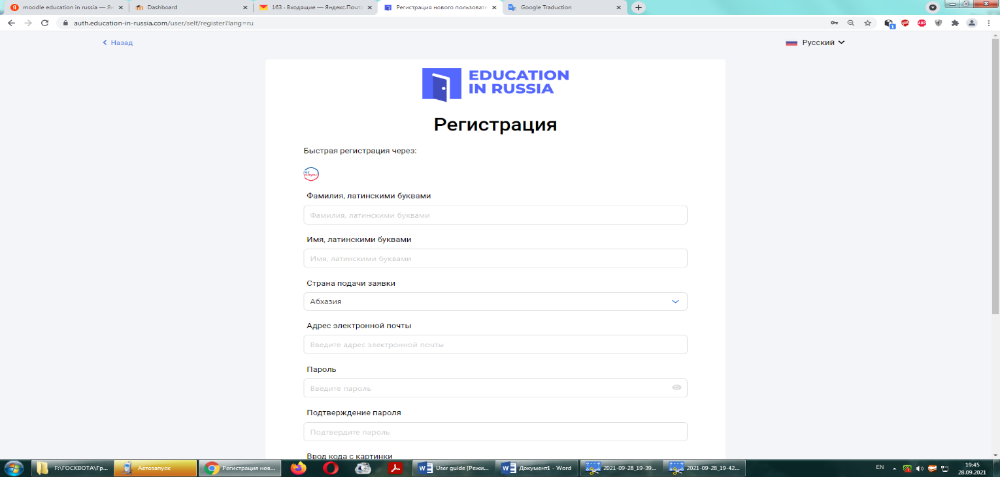 moodle education in russia — Ян
Dashboard
163 · Входящие — Яндекс.Почта
Регистрация нового пользовате
Google Traduction
auth.education-in-russia.com/user/self/register?lang=ru
Назад
Русский
EDUCATION
IN RUSSIA
Регистрация
Быстрая регистрация через:
гос
услуги
Фамилия, латинскими буквами
Фамилия, латинскими буквами
Имя, латинскими буквами
Имя, латинскими буквами
Страна подачи заявки
Абхазия
Адрес электронной почты
Введите адрес электронной почты
Пароль
Введите пароль
Подтверждение пароля
Подтвердите пароль
Ввод кода с картинки
F:\ГОСКВОТА\Гр...
Автозапуск
Регистрация нов...
User guide [Режи...
Документ1 - Word
2021-09-28_19-39...
2021-09-28_19-42...
EN
19:45
28.09.2021